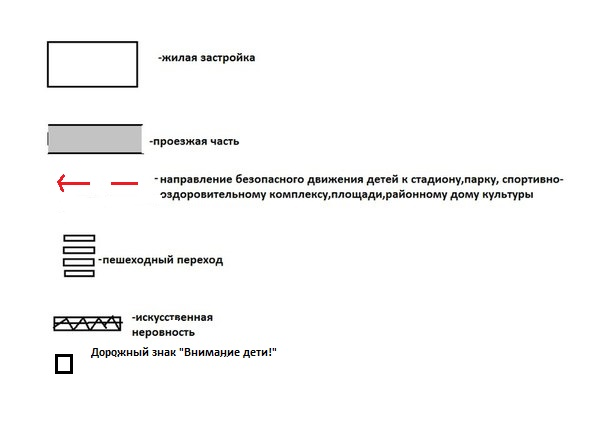 -жилая застройка
-проезжая часть
-направление безопасного движения детей к стадиону,парку, спортивно-
оздоровительному комплексу,площади,районному дому культуры
-пешеходный переход
-искусственная
неровность
Дорожный знак "Внимание дети!"